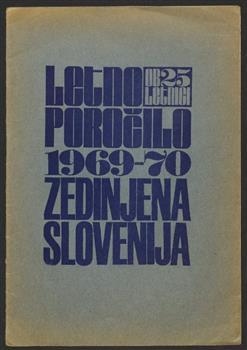 Letno
ob 25
Letnici
POROČILO
1969-70
ZEDINJENA
SLOVENIJA